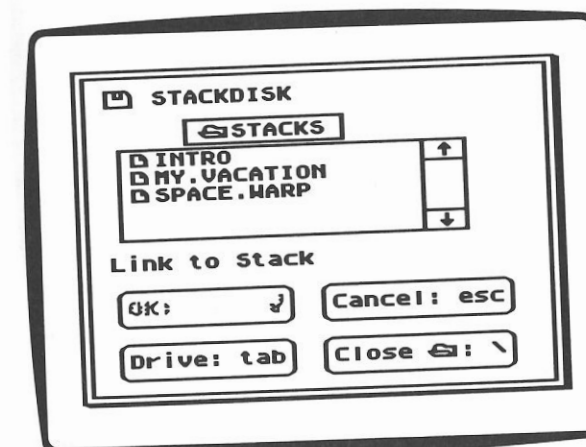 STACKDISK
STACKS
INTRO
MY.VACATION
SPACE.WARP
Link to Stack
OK: ↲
Cancel: esc
Drive: tab
Close : \